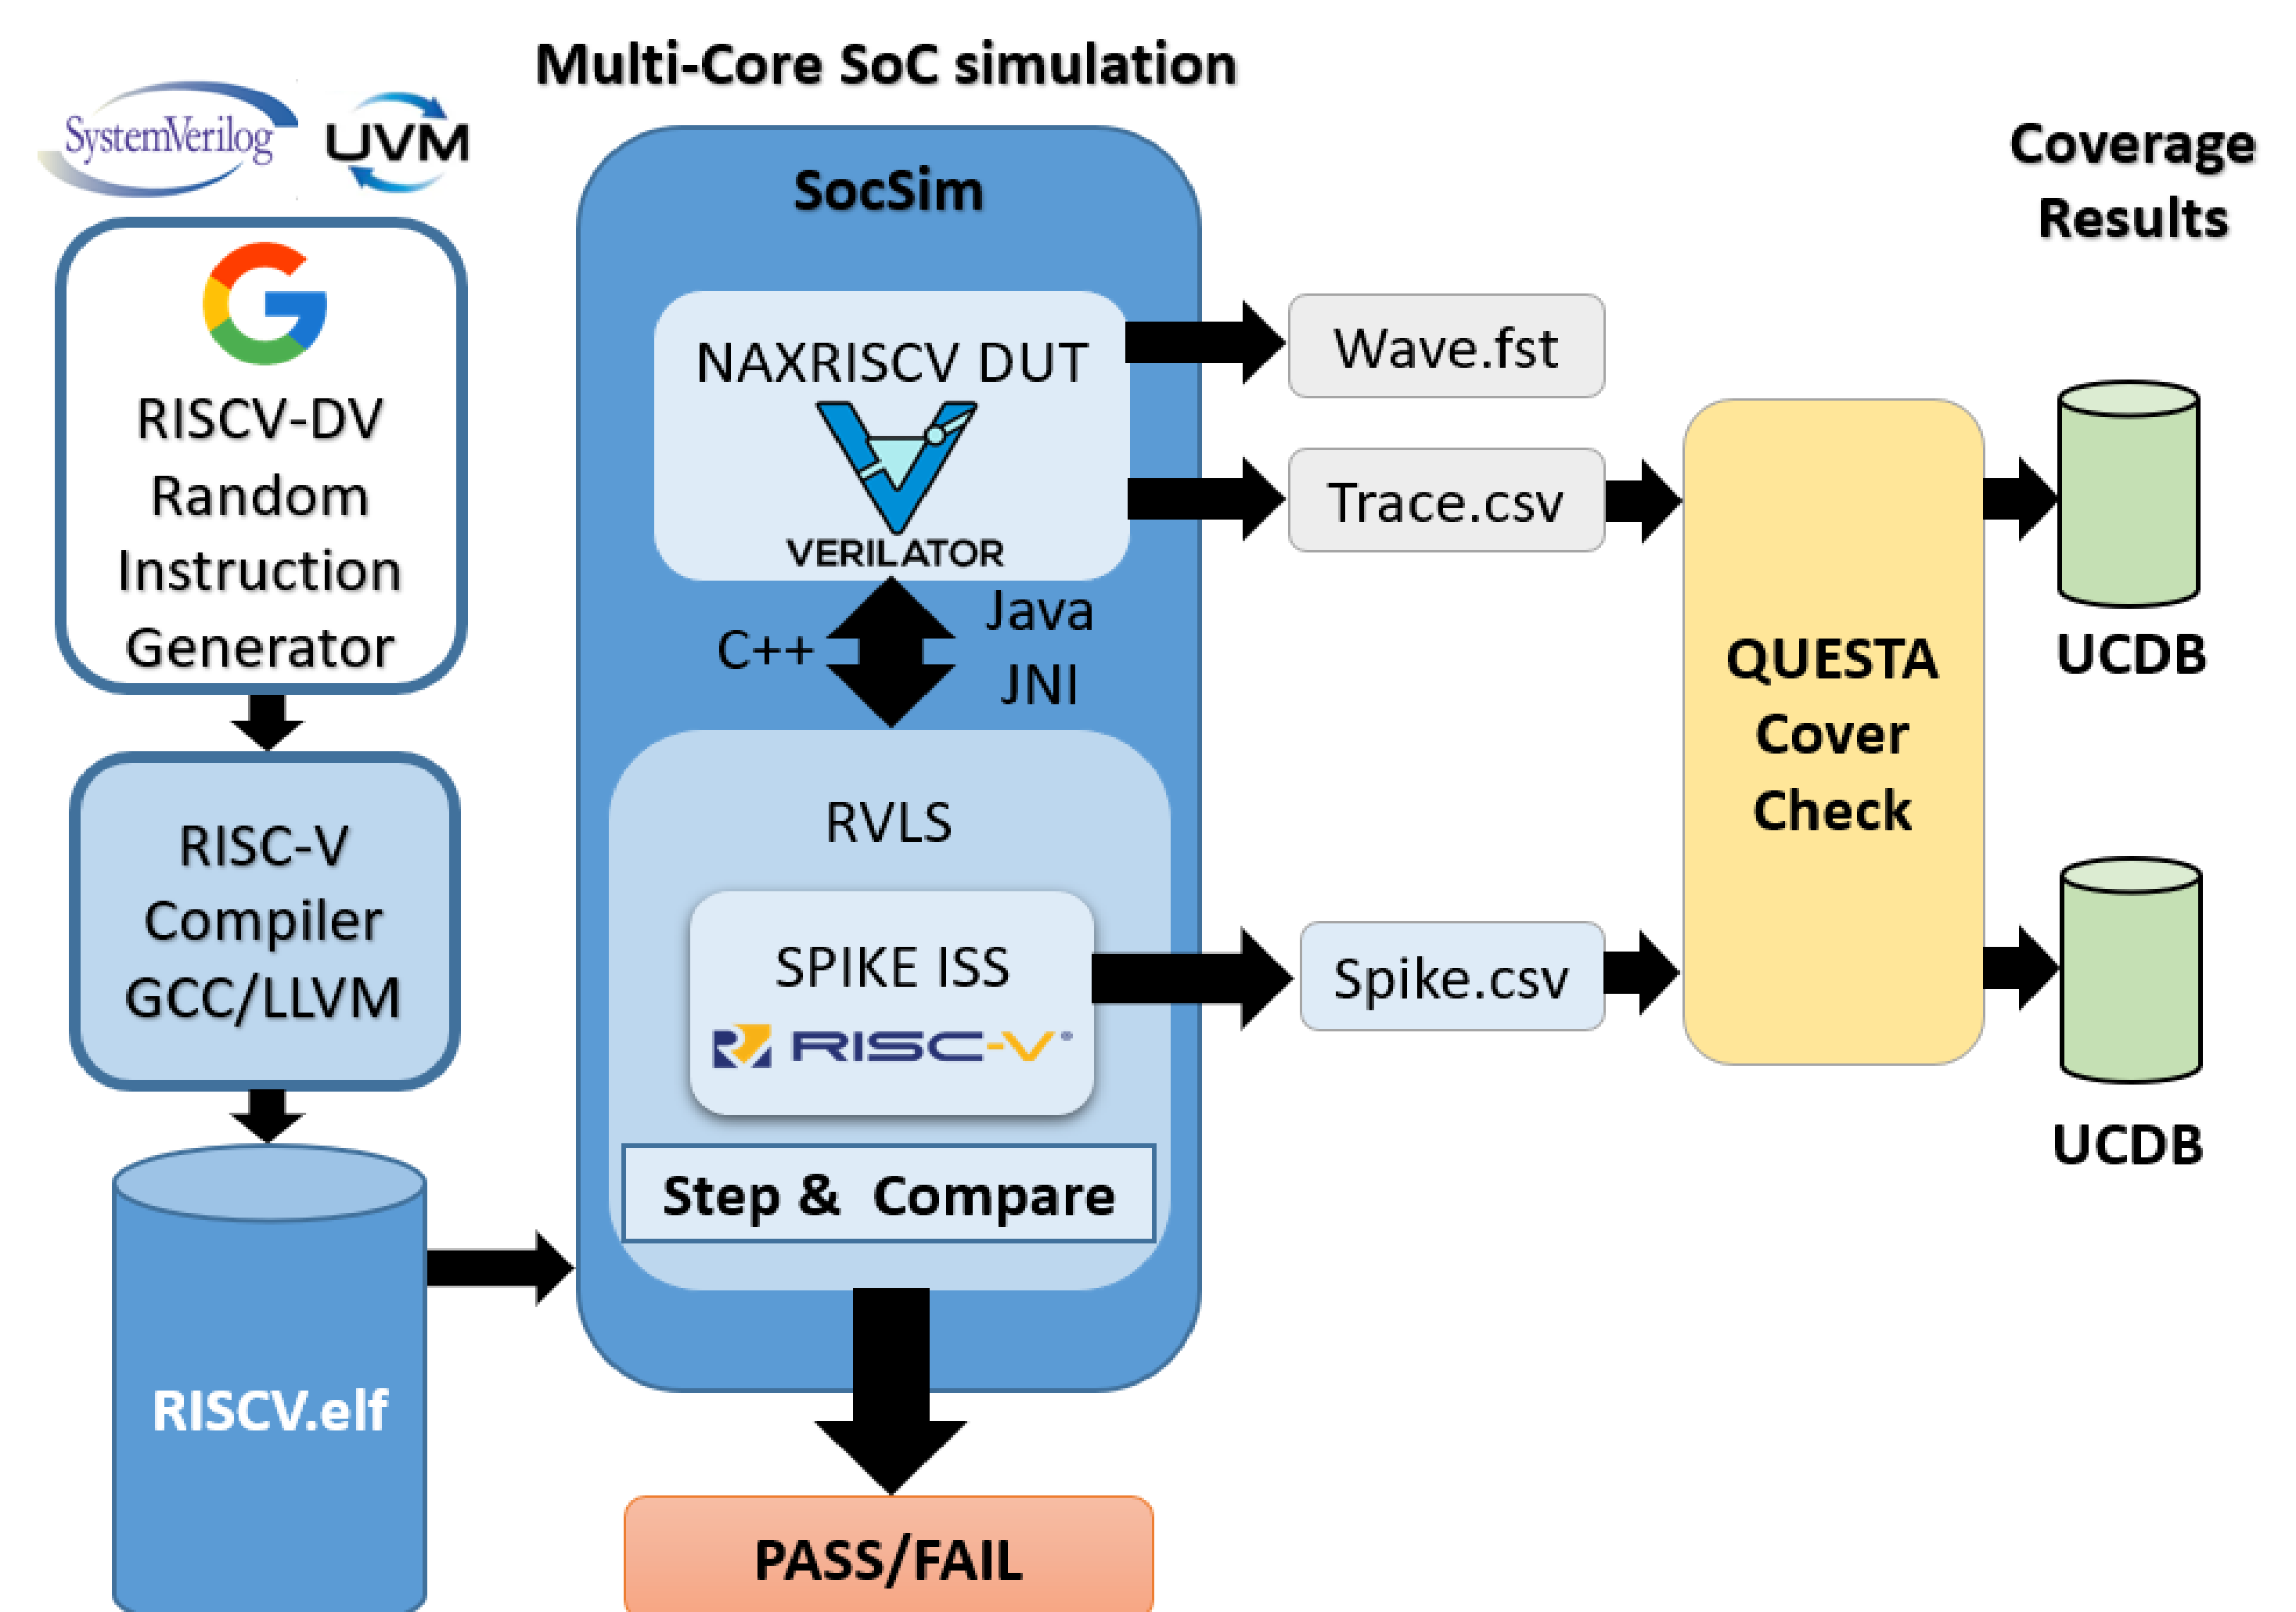 Multi-Core SoC simulation
SystemVerilog
UVM
RISCV-DV
Random
Instruction
Generator
RISC-V
Compiler
GCC/LLVM
RISCV.elf
SocSim
NAXRISCV DUT
VERILATOR
C++
Java
JNI
RVLS
SPIKE ISS
RISC-V®
Step & Compare
PASS/FAIL
Wave.fst
Trace.csv
Spike.csv
QUESTA
Cover
Check
Coverage
Results
UCDB
UCDB